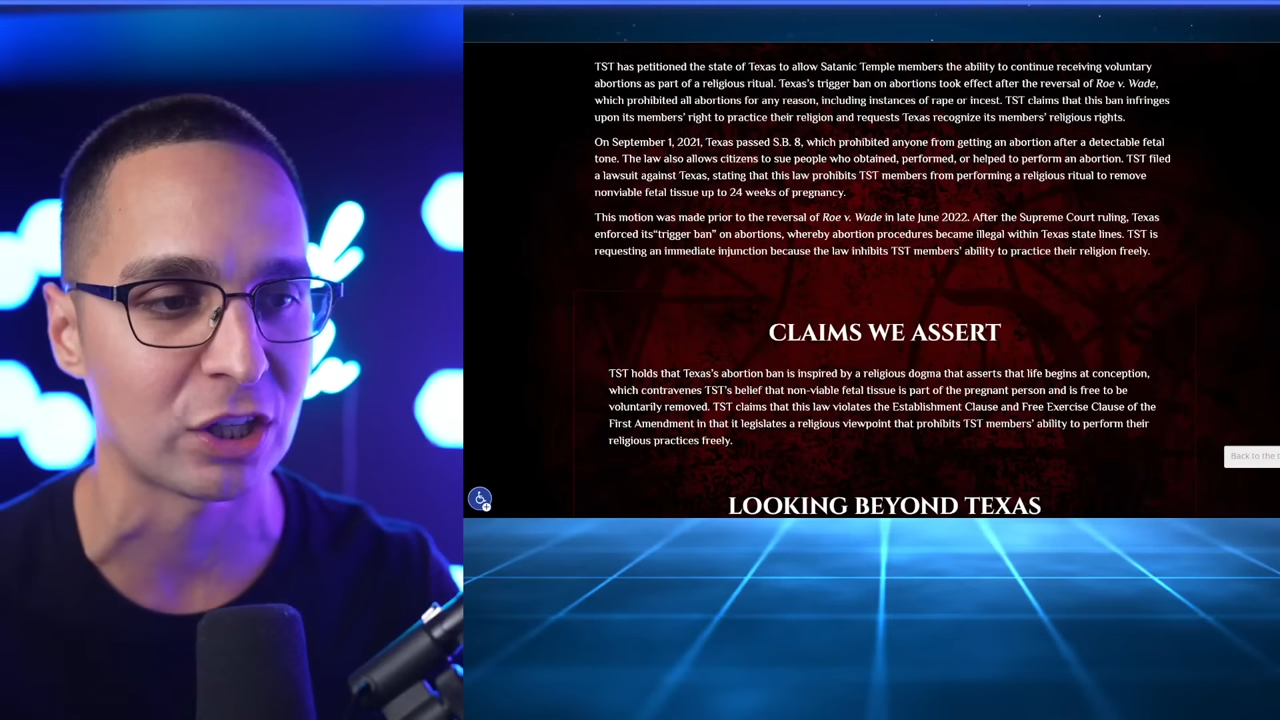 TST has petitioned the state of Texas to allow Satanic Temple members the ability to continue receiving voluntary
abortions as part of a religious ritual. Texas's trigger ban on abortions took effect after the reversal of Roe v. Wade,
which prohibited all abortions for any reason, including instances of rape or incest. TST claims that this ban infringes
upon its members' right to practice their religion and requests Texas recognize its members' religious rights.
On September 1, 2021, Texas passed S.B. 8, which prohibited anyone from getting an abortion after a detectable fetal
tone. The law also allows citizens to sue people who obtained, performed, or helped to perform an abortion. TST filed
a lawsuit against Texas, stating that this law prohibits TST members from performing a religious ritual to remove
nonviable fetal tissue up to 24 weeks of pregnancy.
This motion was made prior to the reversal of Roe v. Wade in late June 2022. After the Supreme Court ruling, Texas
enforced its“trigger ban” on abortions, whereby abortion procedures became illegal within Texas state lines. TST is
requesting an immediate injunction because the law inhibits TST members' ability to practice their religion freely.
CLAIMS WE ASSERT
TST holds that Texas's abortion ban is inspired by a religious dogma that asserts that life begins at conception,
which contravenes TST's belief that non-viable fetal tissue is part of the pregnant person and is free to be
voluntarily removed. TST claims that this law violates the Establishment Clause and Free Exercise Clause of the
First Amendment in that it legislates a religious viewpoint that prohibits TST members' ability to perform their
religious practices freely.
Back to the
LOOKING BEYOND TEXAS